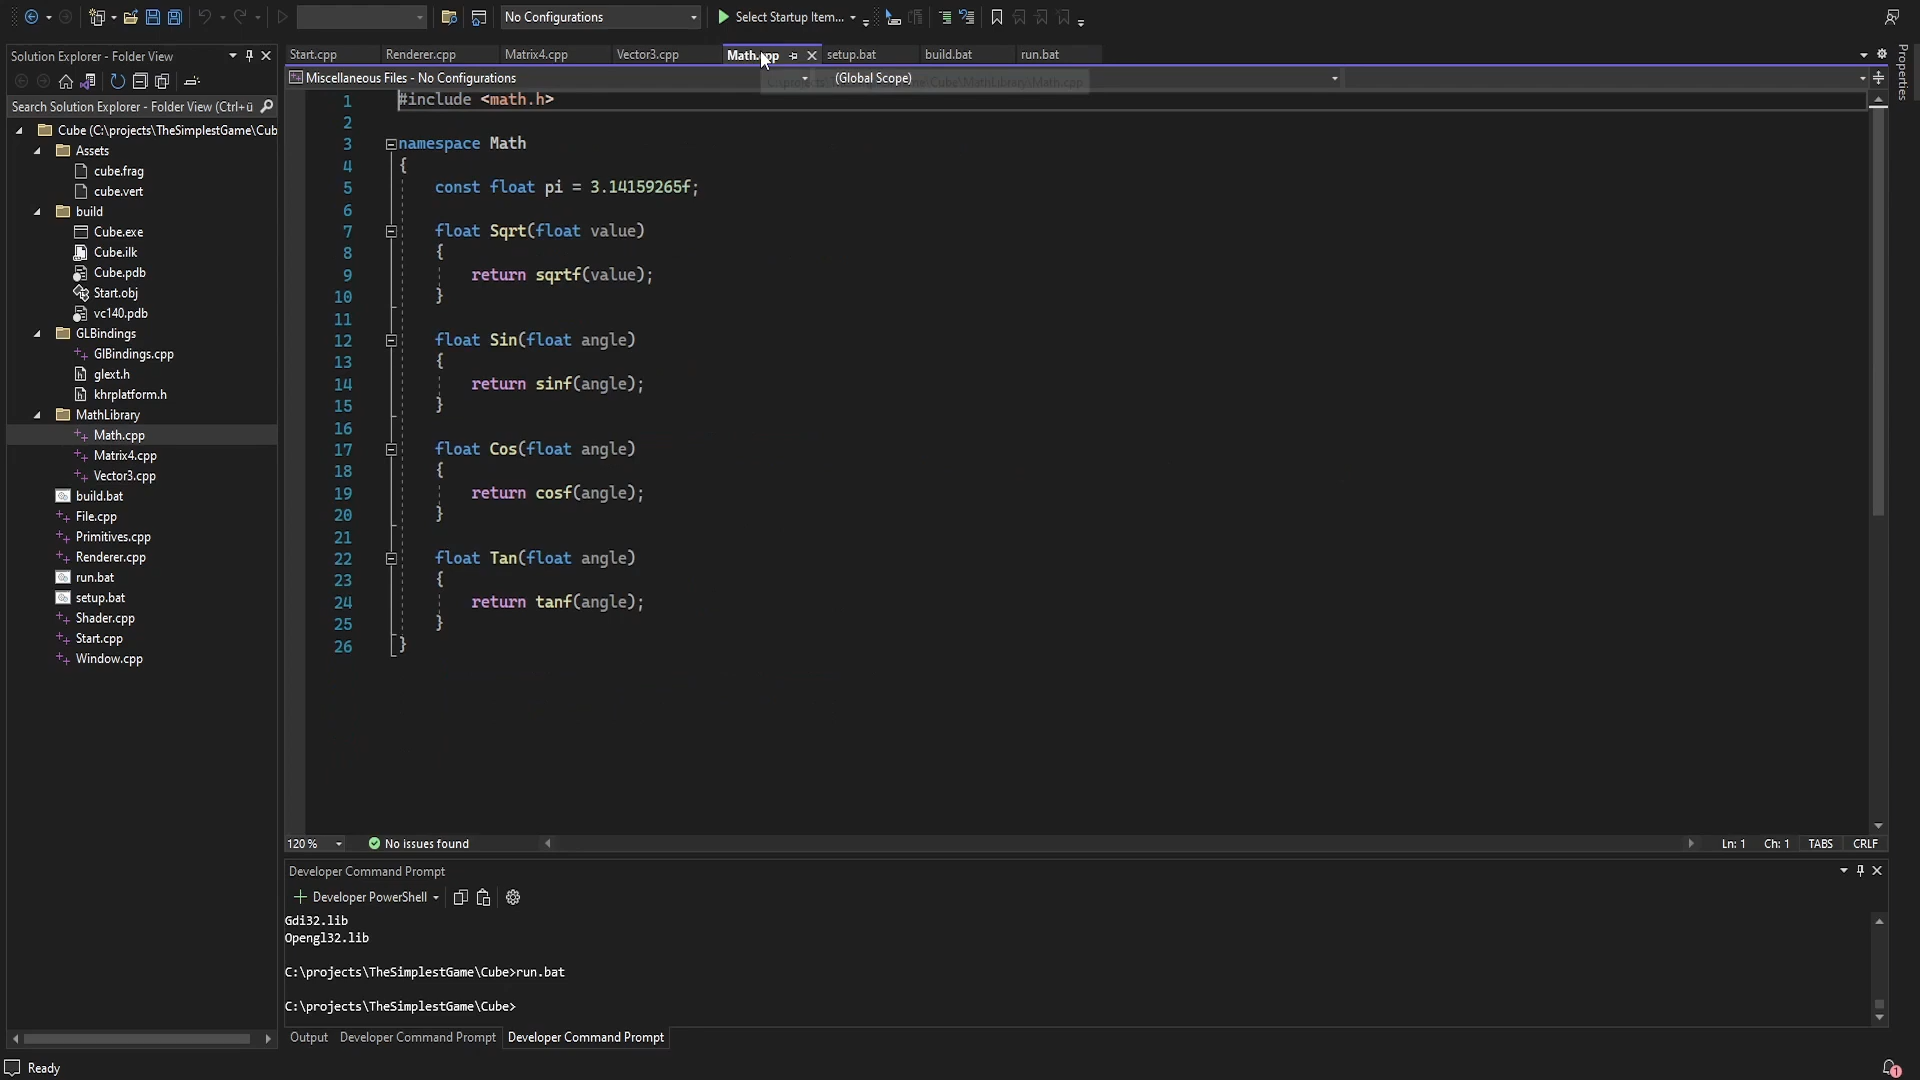 No Configurations
Select Startup Item...
Solution Explorer - Folder View
Search Solution Explorer - Folder View (Ctrl+ü
Cube (C:\projects\TheSimplestGame\Cub
Assets
cube.frag
cube.vert
build
Cube.exe
Cube.ilk
Cube.pdb
Start.obj
vc140.pdb
GLBindings
GlBindings.cpp
glext.h
khrplatform.h
MathLibrary
Math.cpp
Matrix4.cpp
Vector3.cpp
build.bat
File.cpp
Primitives.cpp
Renderer.cpp
run.bat
setup.bat
Shader.cpp
Start.cpp
Window.cpp
Start.cpp Renderer.cpp Matrix4.cpp Vector3.cpp Math.cpp setup.bat build.bat run.bat
Miscellaneous Files - No Configurations (Global Scope)
1 #include <math.h>
2
3 namespace Math
4 {
5 const float pi = 3.14159265f;
6
7 float Sqrt(float value)
8 {
9 return sqrtf(value);
10 }
11
12 float Sin(float angle)
13 {
14 return sinf(angle);
15 }
16
17 float Cos(float angle)
18 {
19 return cosf(angle);
20 }
21
22 float Tan(float angle)
23 {
24 return tanf(angle);
25 }
26 }
120 % No issues found Ln: 1 Ch: 1 TABS CRLF
Developer Command Prompt
Developer PowerShell
Gdi32.lib
Opengl32.lib
C:\projects\TheSimplestGame\Cube>run.bat
C:\projects\TheSimplestGame\Cube>
Output Developer Command Prompt Developer Command Prompt
Ready
1
Properties